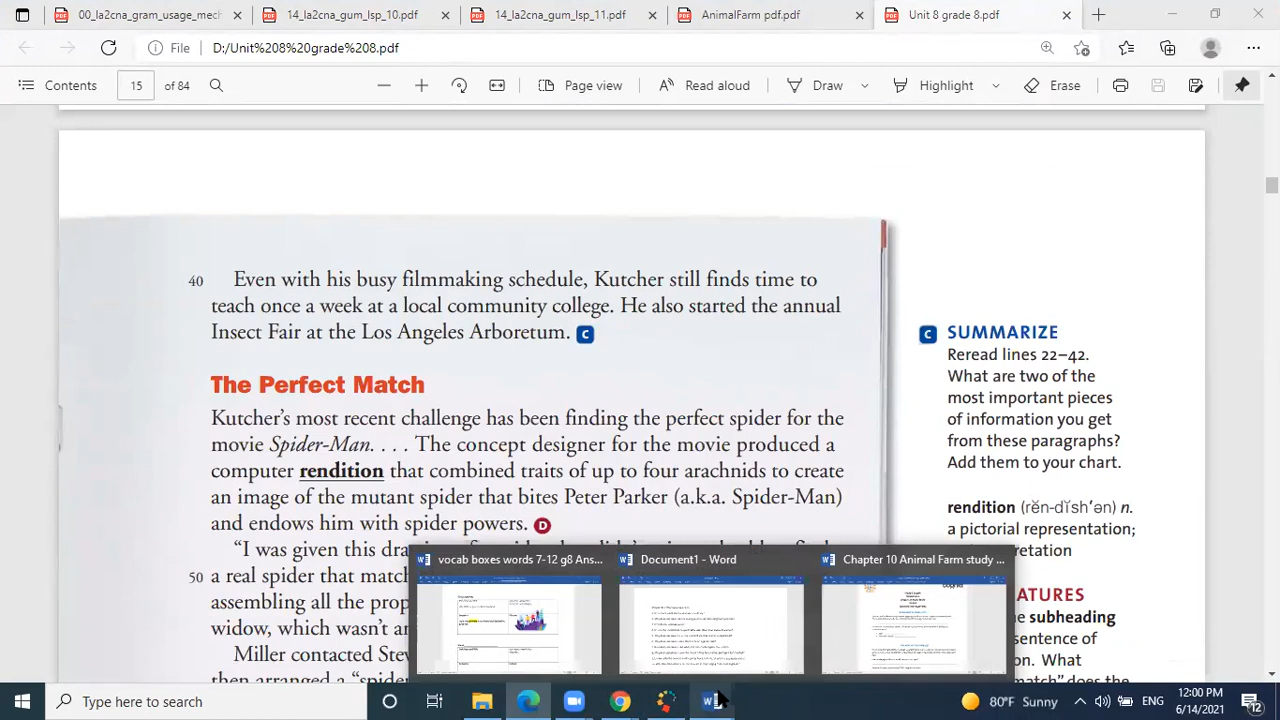 00_la2cna_gram_usage_mech
14_la2cna_gum_lsp_10.pdf
14_la2cna_gum_lsp_11.pdf
AnimalFarm pdf.pdf
Unit 8 grade 8.pdf
File
D:/Unit%208%20grade%208.pdf
Contents
15
of 84
Page view
Read aloud
Draw
Highlight
Erase
40
Even with his busy filmmaking schedule, Kutcher still finds time to
teach once a week at a local community college. He also started the annual
Insect Fair at the Los Angeles Arboretum. C
The Perfect Match
Kutcher's most recent challenge has been finding the perfect spider for the
movie Spider-Man. . . . The concept designer for the movie produced a
computer rendition that combined traits of up to four arachnids to create
an image of the mutant spider that bites Peter Parker (a.k.a. Spider-Man)
and endows him with spider powers. D
"I was given this
50
a real spider that match
assembling all the prop
widow, which was
Miller contacted
C SUMMARIZE
Reread lines 22–42.
What are two of the
most important pieces
of information you get
from these paragraphs?
Add them to your chart.
rendition (rĕn-dĭsh'ən) n.
a pictorial representation;
subheading
sentence of
What
does the
vocab boxes words 7-12 g8 Ans...
Document1 - Word
Chapter 10 Animal Farm study ...
Type here to search
80°F Sunny
ENG
12:00 PM
6/14/2021
12